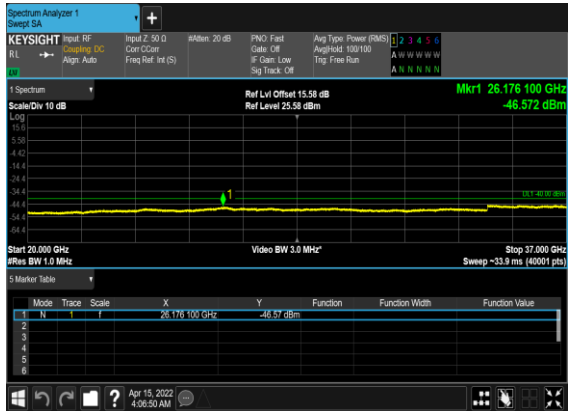 Spectrum Analyzer 1
Swept SA
+
KEYSIGHT
RL
Input: RF
Coupling: DC
Align: Auto
Input Z: 50 Ω
Corr CCorr
Freq Ref: Int (S)
#Atten: 20 dB
PNO: Fast
Gate: Off
IF Gain: Low
Sig Track: Off
Avg Type: Power (RMS)
Avg|Hold: 100/100
Trig: Free Run
1 2 3 4 5 6
A W W W W W
A N N N N N
1 Spectrum
Scale/Div 10 dB
Ref Lvl Offset 15.58 dB
Ref Level 25.58 dBm
Mkr1 26.176 100 GHz
-46.572 dBm
Log
15.6
5.58
-4.42
-14.4
-24.4
-34.4
-44.4
-54.4
-64.4
1
DL1 -40.00 dBm
Start 20.000 GHz
#Res BW 1.0 MHz
Video BW 3.0 MHz*
Stop 37.000 GHz
Sweep ~33.9 ms (40001 pts)
5 Marker Table
Mode Trace Scale X Y Function Function Width Function Value
1 N 1 f 26.176 100 GHz -46.57 dBm
2
3
4
5
6
?
Apr 15, 2022
4:06:50 AM